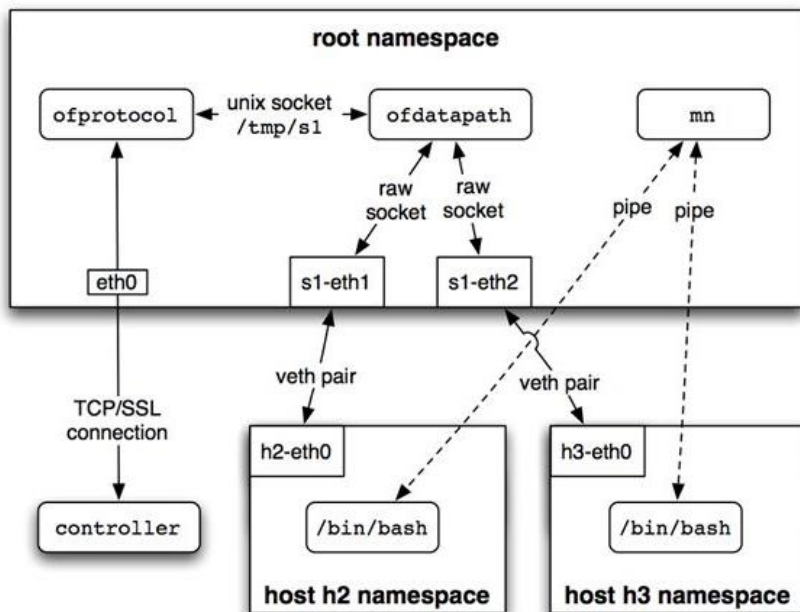 root namespace
ofprotocol
unix socket
/tmp/s1
ofdatapath
mn
raw
socket
raw
socket
pipe
pipe
eth0
s1-eth1
s1-eth2
veth pair
veth pair
TCP/SSL
connection
h2-eth0
h3-eth0
controller
/bin/bash
/bin/bash
host h2 namespace
host h3 namespace